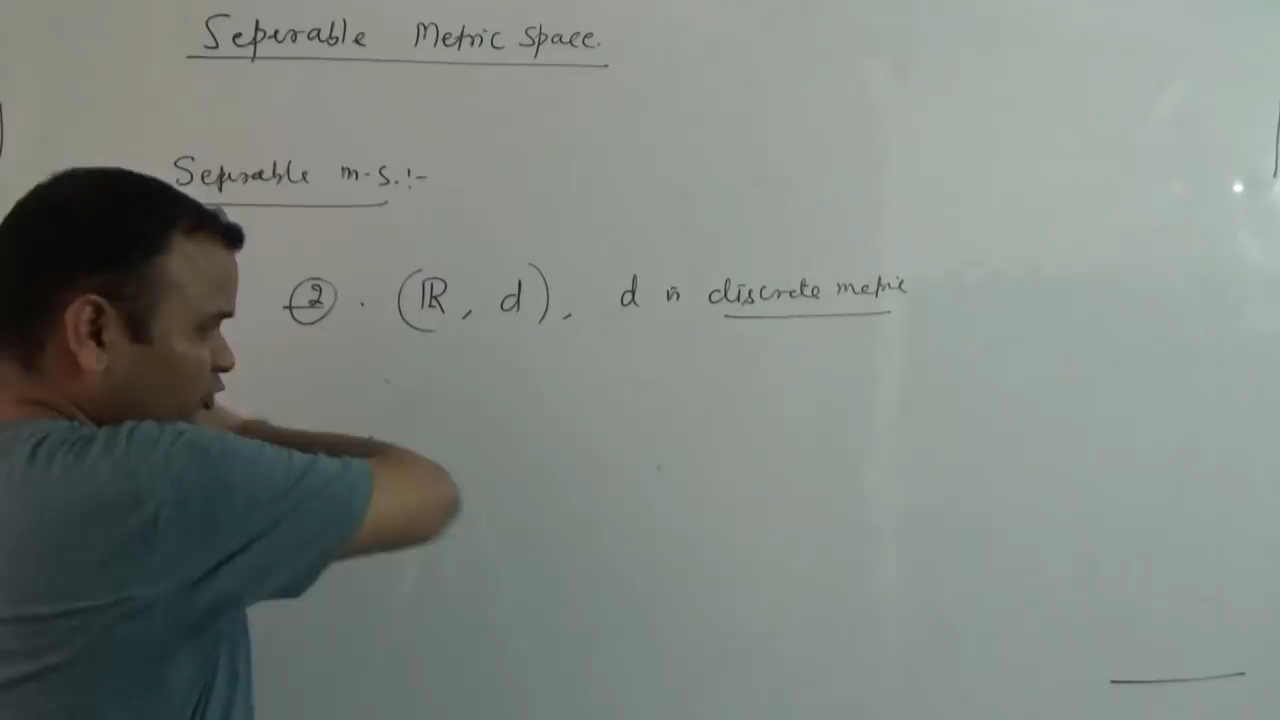 Seperable Metric Space.
Seperable m.S.:-
② . (ℝ, d), d is discrete metric